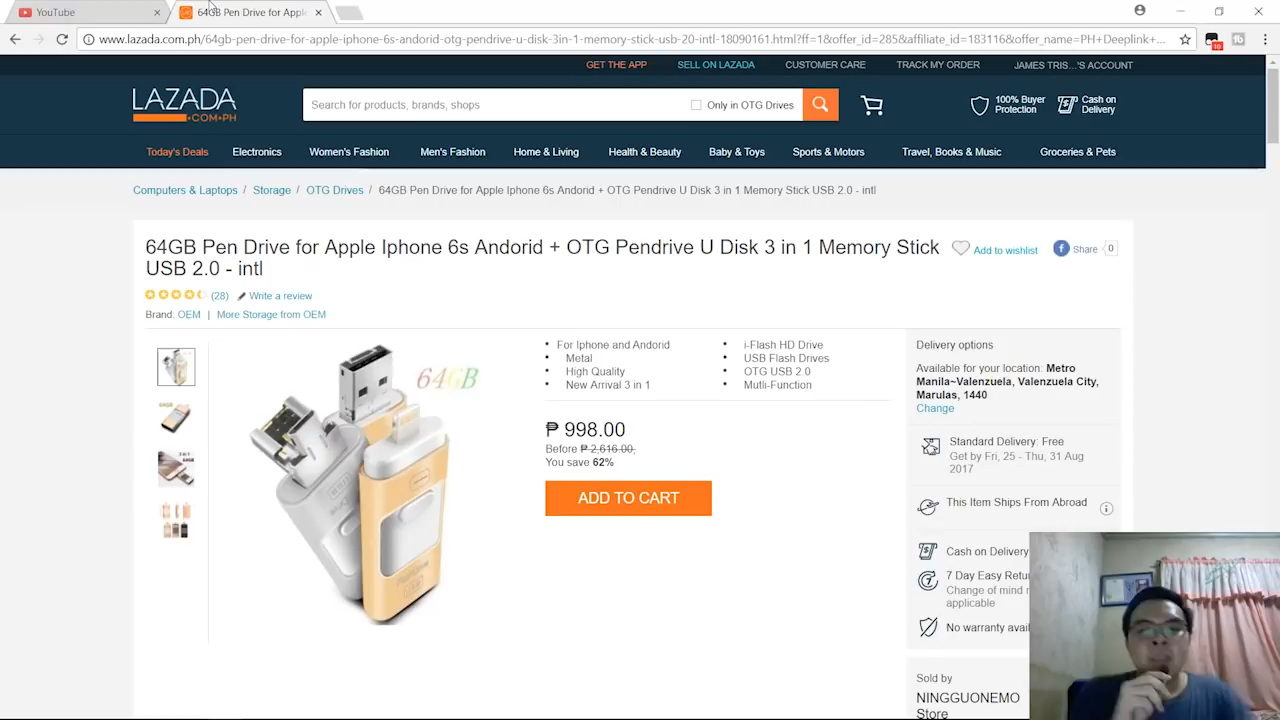 YouTube
64GB Pen Drive for Apple
www.lazada.com.ph/64gb-pen-drive-for-apple-iphone-6s-andorid-otg-pendrive-u-disk-3in-1-memory-stick-usb-20-intl-18090161.html?ff=1&offer_id=285&affiliate_id=183116&offer_name=PH+Deeplink+...
10
GET THE APP
SELL ON LAZADA
CUSTOMER CARE
TRACK MY ORDER
JAMES TRIS...'S ACCOUNT
LAZADA
.COM.PH
Search for products, brands, shops
Only in OTG Drives
100% Buyer
Protection
Cash on
Delivery
Today's Deals
Electronics
Women's Fashion
Men's Fashion
Home & Living
Health & Beauty
Baby & Toys
Sports & Motors
Travel, Books & Music
Groceries & Pets
Computers & Laptops / Storage / OTG Drives / 64GB Pen Drive for Apple Iphone 6s Andorid + OTG Pendrive U Disk 3 in 1 Memory Stick USB 2.0 - intl
64GB Pen Drive for Apple Iphone 6s Andorid + OTG Pendrive U Disk 3 in 1 Memory Stick
USB 2.0 - intl
Add to wishlist
Share
0
(28)
Write a review
Brand: OEM | More Storage from OEM
64GB
• For Iphone and Andorid
• Metal
• High Quality
• New Arrival 3 in 1
• i-Flash HD Drive
• USB Flash Drives
• OTG USB 2.0
• Mutli-Function
₱ 998.00
Before ₱ 2,616.00,
You save 62%
ADD TO CART
Delivery options
Available for your location: Metro
Manila~Valenzuela, Valenzuela City,
Marulas, 1440
Change
Standard Delivery: Free
Get by Fri, 25 - Thu, 31 Aug
2017
This Item Ships From Abroad
Cash on Delivery
7 Day Easy Retu
Change of mind
applicable
No warranty avai
Sold by
NINGGUONEMO
Store